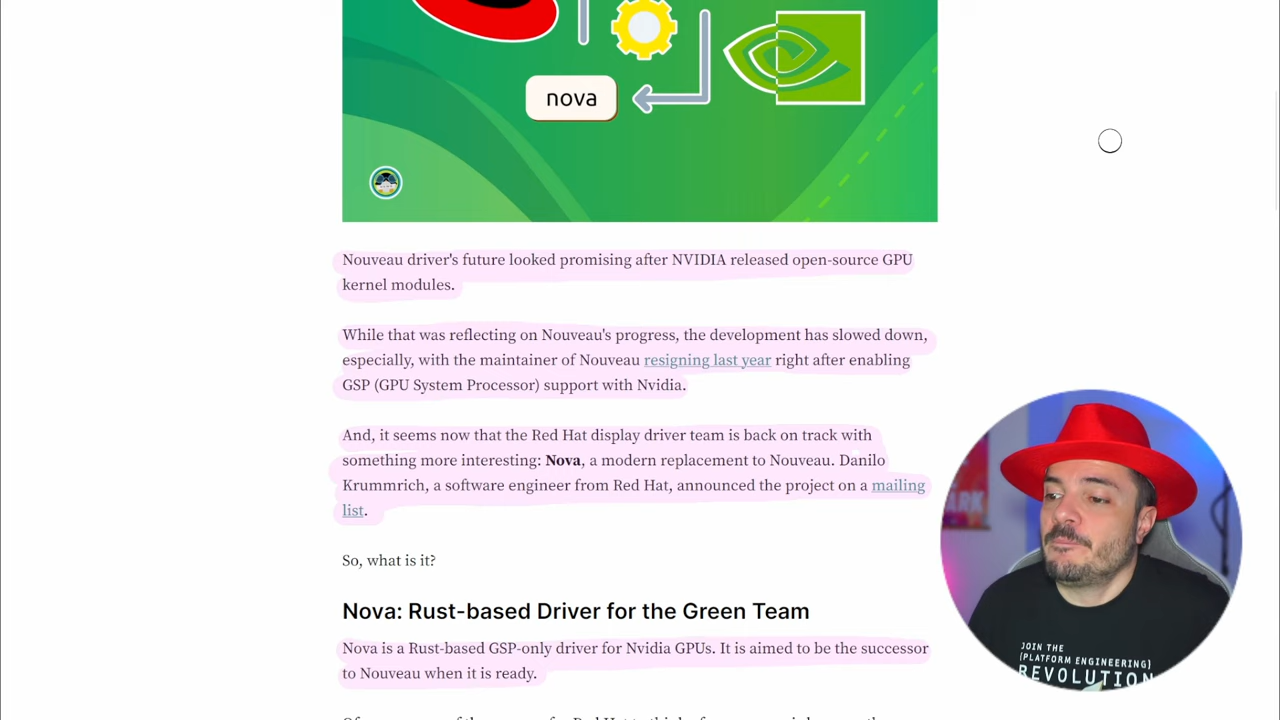 nova
Nouveau driver's future looked promising after NVIDIA released open-source GPU
kernel modules.
While that was reflecting on Nouveau's progress, the development has slowed down,
especially, with the maintainer of Nouveau resigning last year right after enabling
GSP (GPU System Processor) support with Nvidia.
And, it seems now that the Red Hat display driver team is back on track with
something more interesting: Nova, a modern replacement to Nouveau. Danilo
Krummrich, a software engineer from Red Hat, announced the project on a mailing
list.
So, what is it?
Nova: Rust-based Driver for the Green Team
Nova is a Rust-based GSP-only driver for Nvidia GPUs. It is aimed to be the successor
to Nouveau when it is ready.
JOIN THE
{PLATFORM ENGINEERING}
REVOLUTION